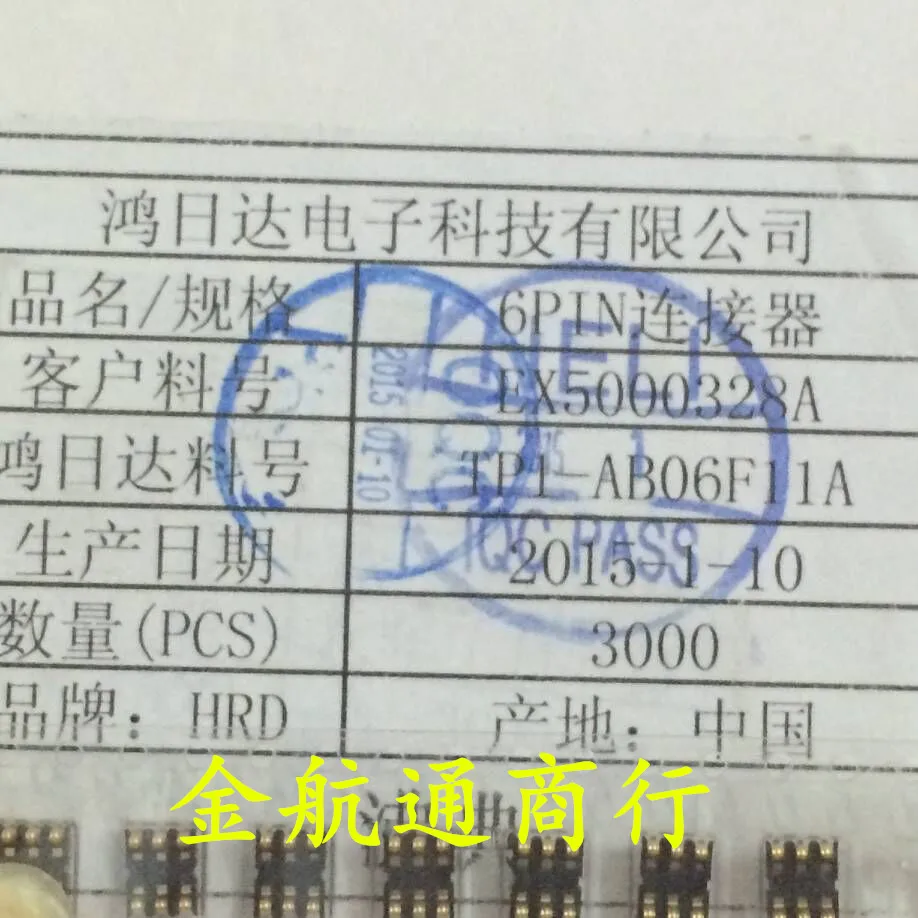 鸿日达电子科技有限公司
品名/规格 6PIN连接器
客户料号 EX5000328A
鸿日达料号 TP1-AB06F11A
生产日期 2015-1-10
数量(PCS) 3000
品牌: HRD 产地: 中国
2015-01-10
IQC PASS
金航通商行